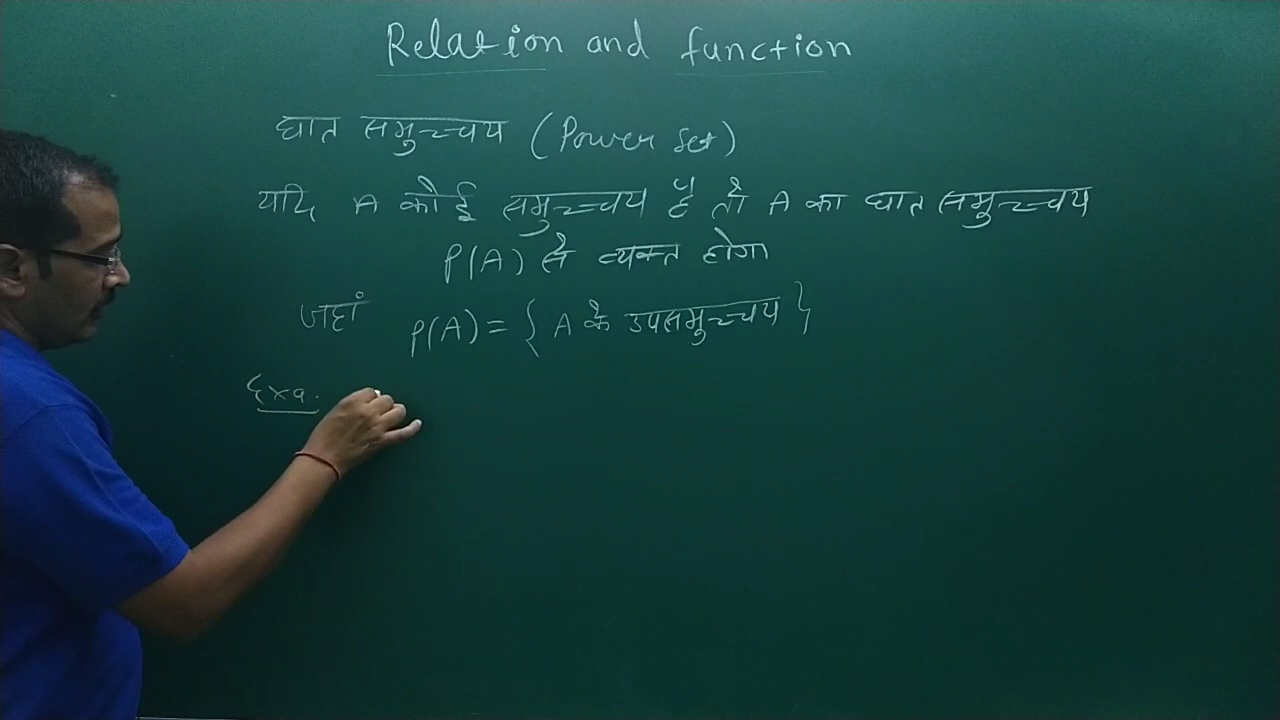 Relation and function
घात समुच्चय (Power Set)
यदि A कोई समुच्चय है तो A का घात समुच्चय
P(A) से व्यक्त होगा
जहां P(A) = { A के उपसमुच्चय }
Exa.